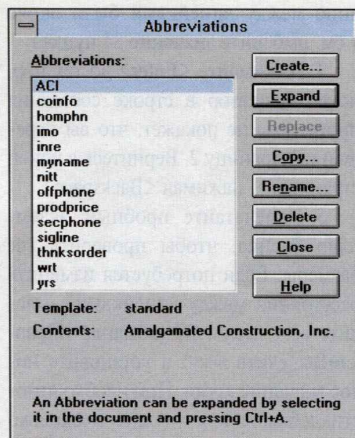 Abbreviations
Abbreviations:
ACI
coinfo
homphn
imo
inre
myname
nitt
offphone
prodprice
secphone
sigline
thnksorder
wrt
yrs
Create...
Expand
Replace
Copy...
Rename...
Delete
Close
Help
Template: standard
Contents: Amalgamated Construction, Inc.
An Abbreviation can be expanded by selecting
it in the document and pressing Ctrl+A.